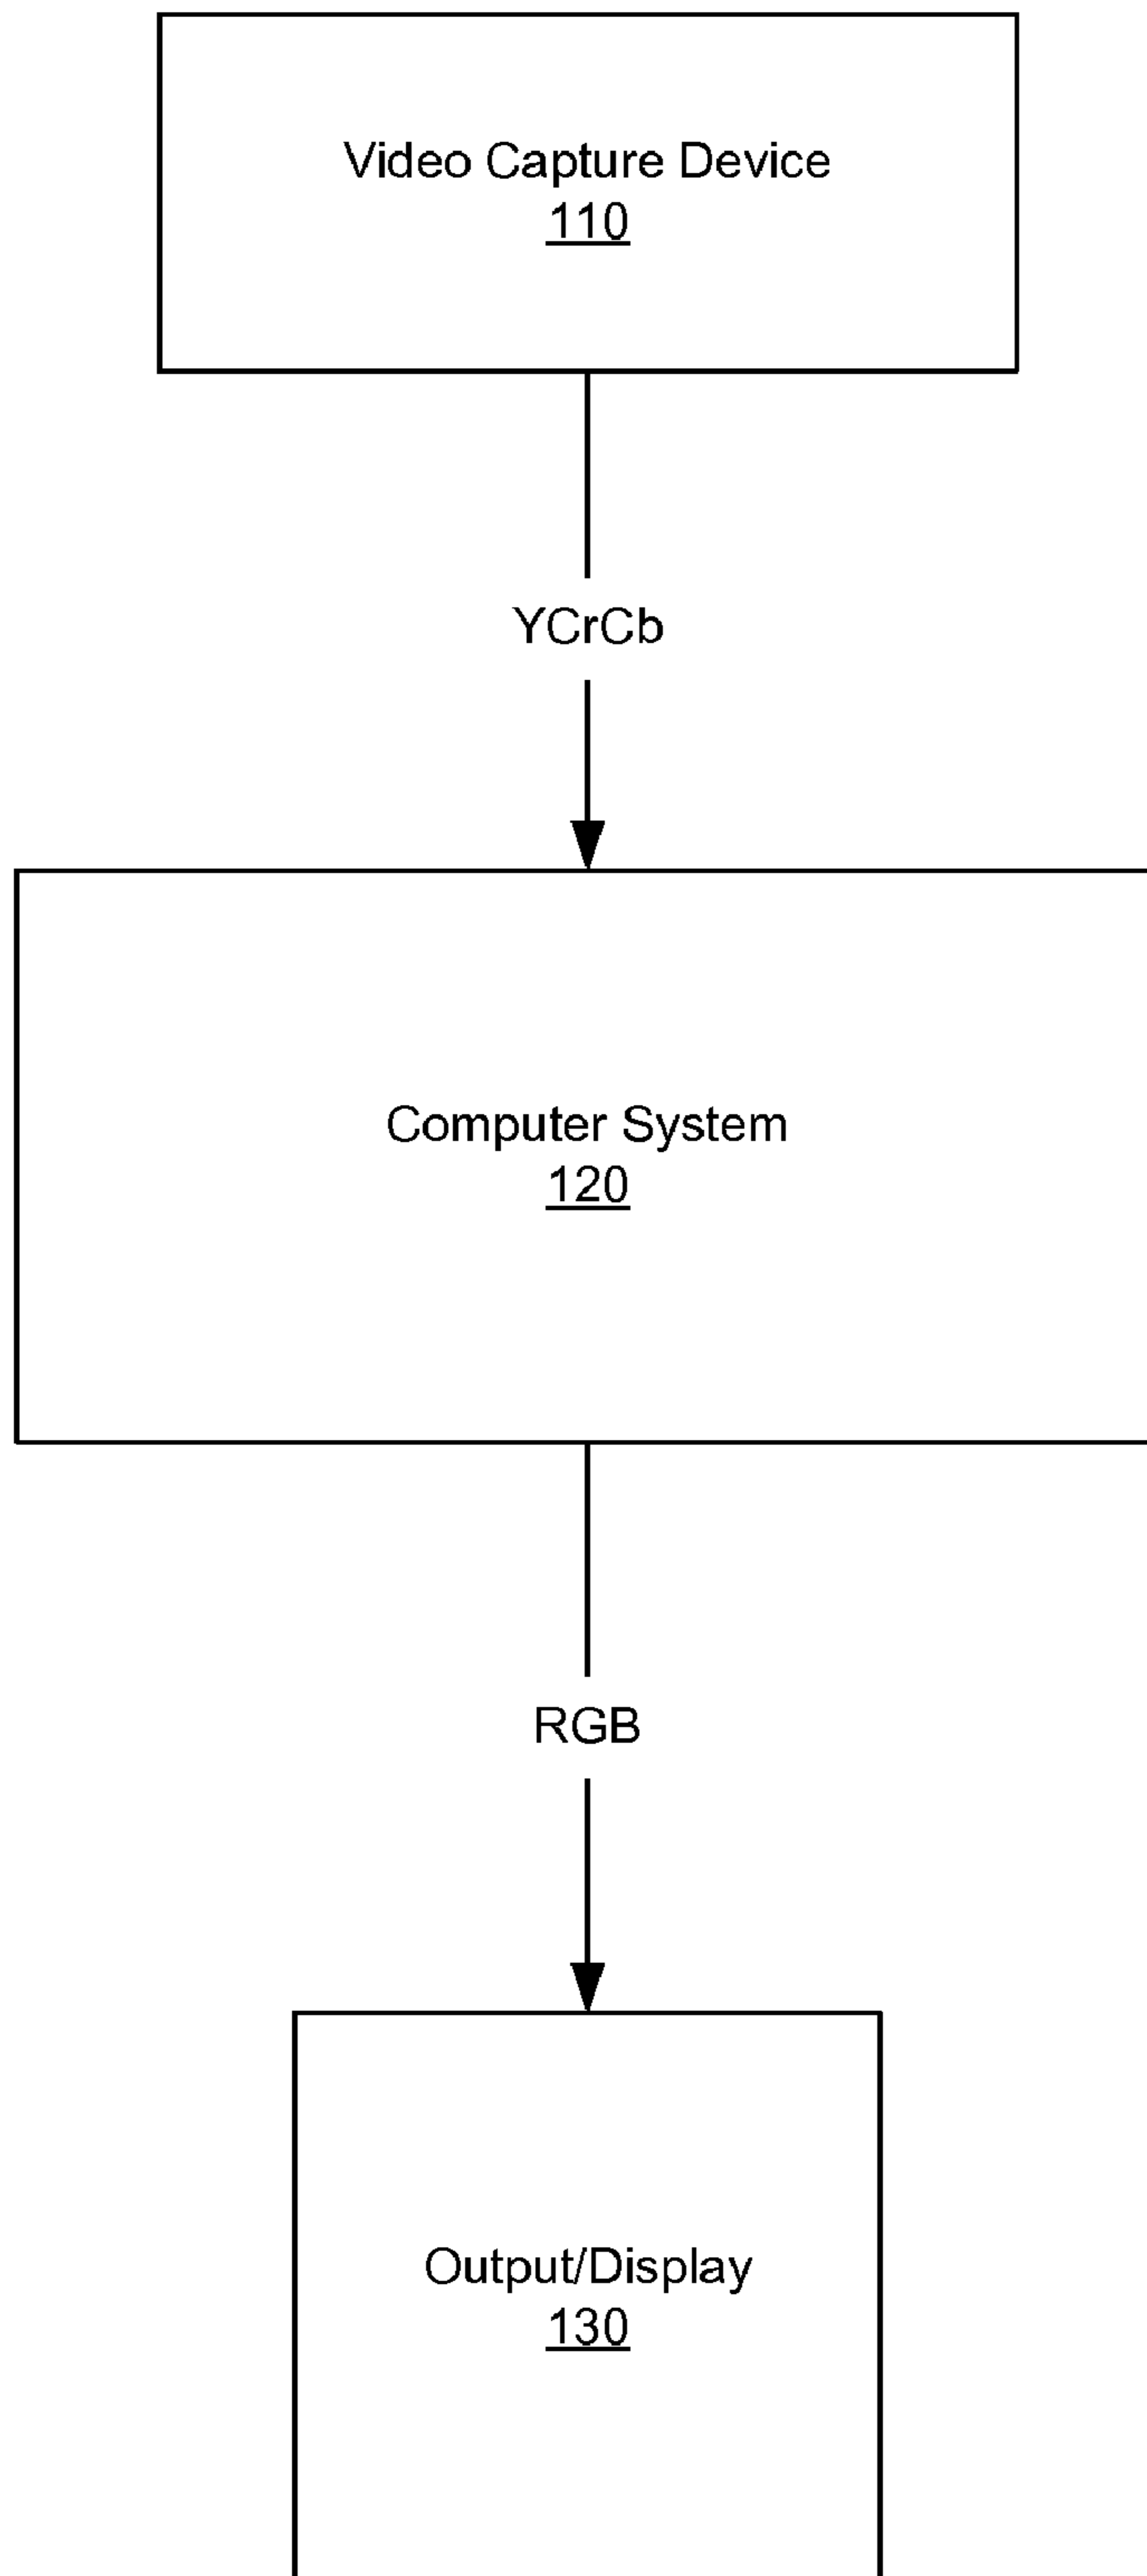 Video Capture Device
110
YCrCb
Computer System
120
RGB
Output/Display
130